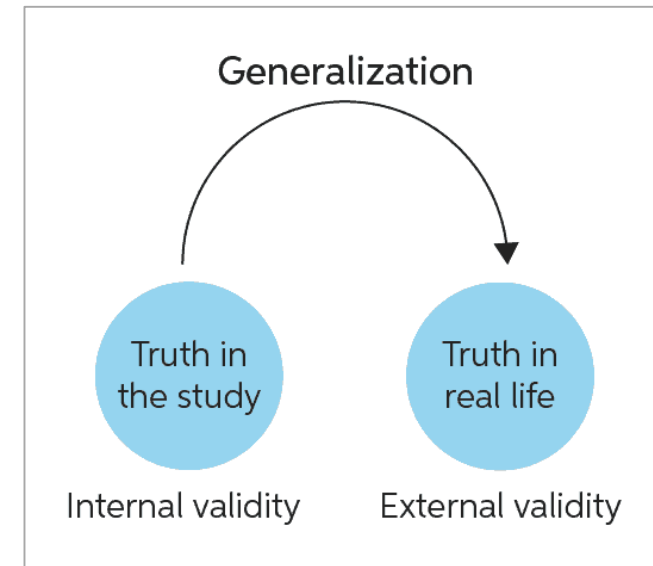 Generalization
Truth in
the study
Truth in
real life
Internal validity
External validity